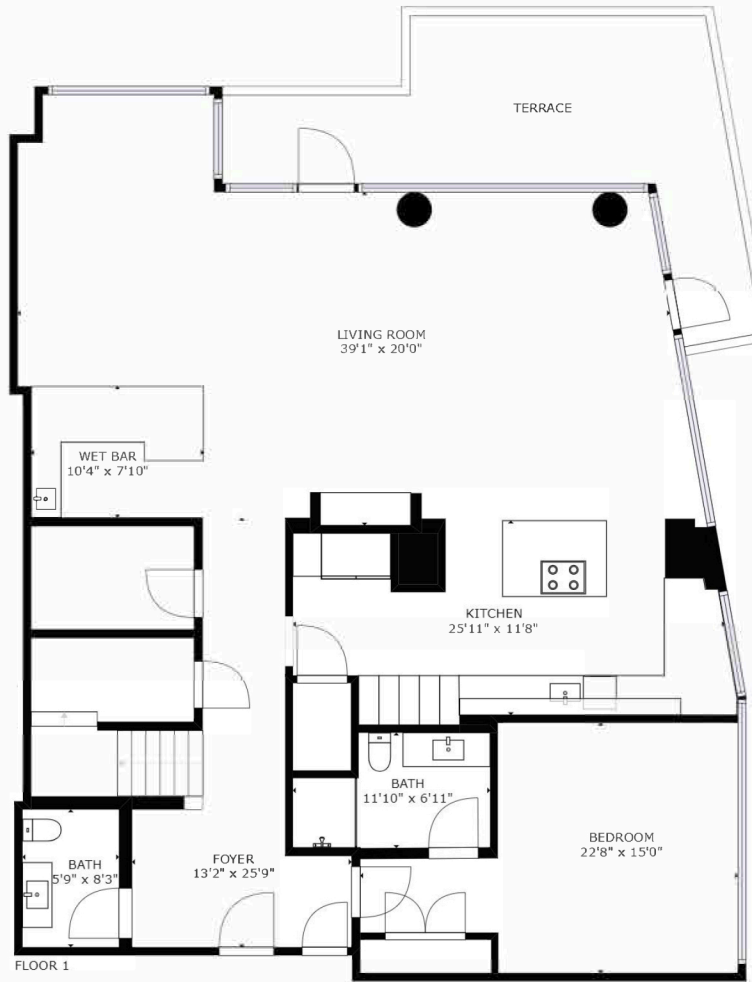 TERRACE
LIVING ROOM
39'1" x 20'0"
WET BAR
10'4" x 7'10"
KITCHEN
25'11" x 11'8"
BATH
11'10" x 6'11"
BEDROOM
22'8" x 15'0"
FOYER
13'2" x 25'9"
BATH
5'9" x 8'3"
FLOOR 1